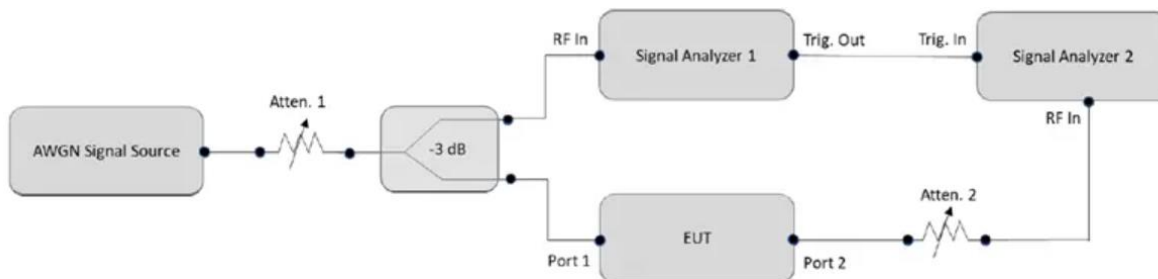 RF In
Signal Analyzer 1
Trig. Out
Trig. In
Signal Analyzer 2
RF In
Atten. 1
AWGN Signal Source
-3 dB
Atten. 2
EUT
Port 1
Port 2